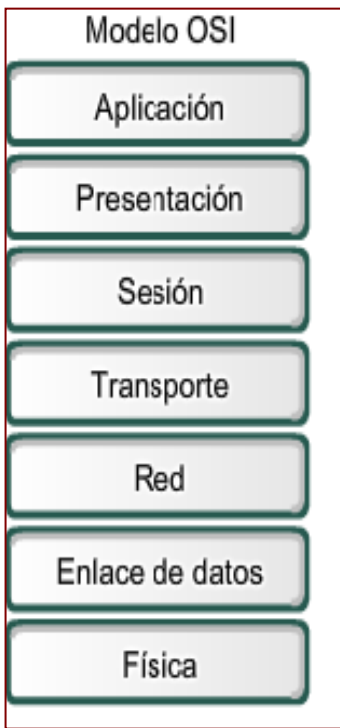 Modelo OSI
Aplicación
Presentación
Sesión
Transporte
Red
Enlace de datos
Física